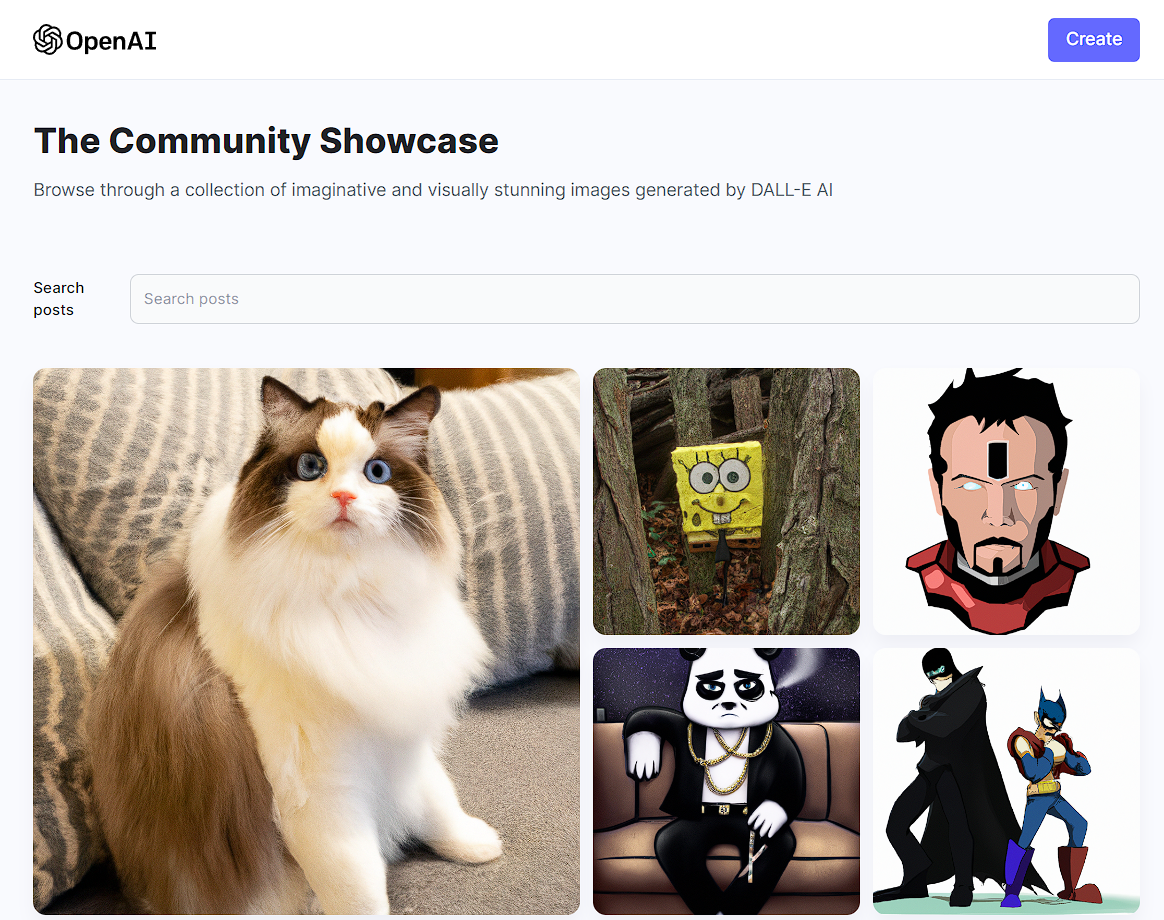 OpenAI
Create
The Community Showcase
Browse through a collection of imaginative and visually stunning images generated by DALL-E AI
Search
posts
Search posts